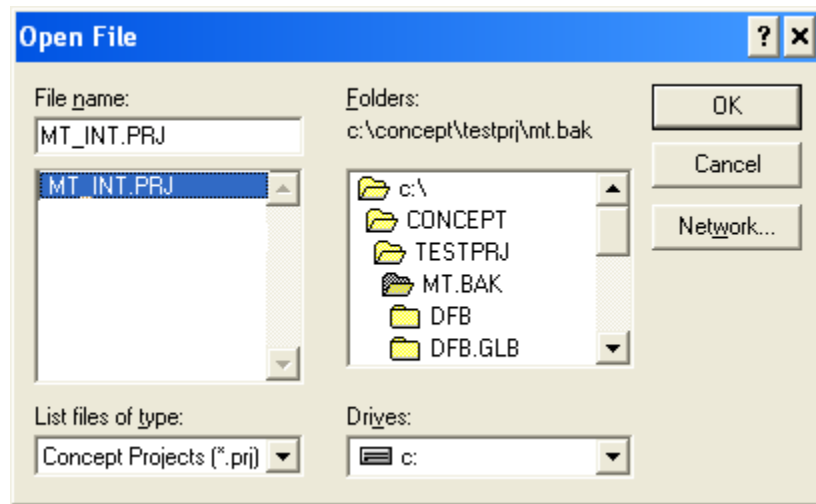 Open File
File name:
MT_INT.PRJ
MT_INT.PRJ
List files of type:
Concept Projects (*.prj)
Folders:
c:\concept\testprj\mt.bak
c:\
CONCEPT
TESTPRJ
MT.BAK
DFB
DFB.GLB
Drives:
c:
OK
Cancel
Network...